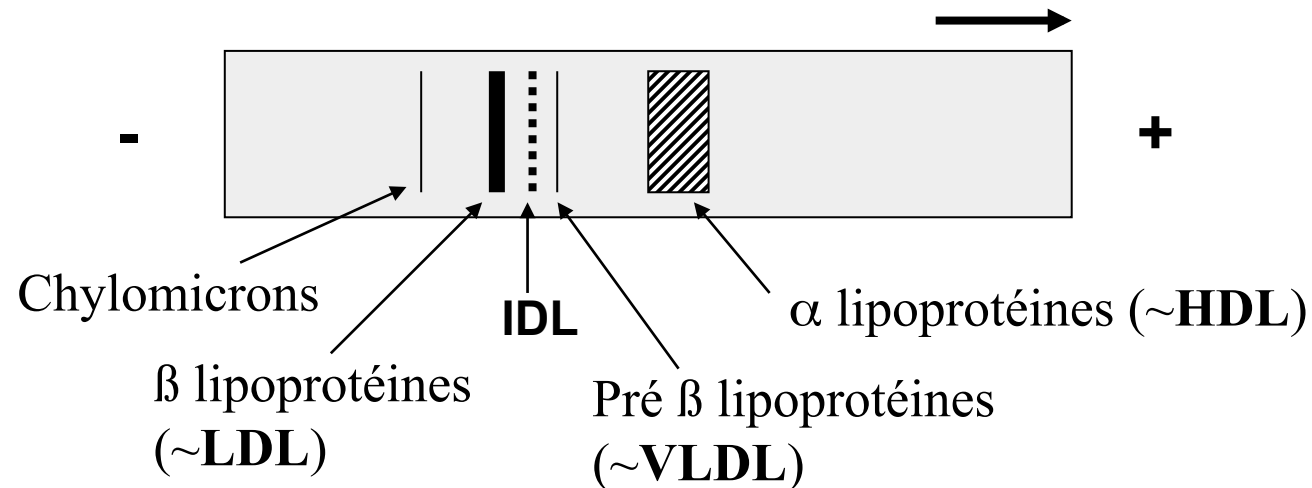 -
+
Chylomicrons
IDL
α lipoprotéines (~HDL)
ß lipoprotéines
(~LDL)
Pré ß lipoprotéines
(~VLDL)